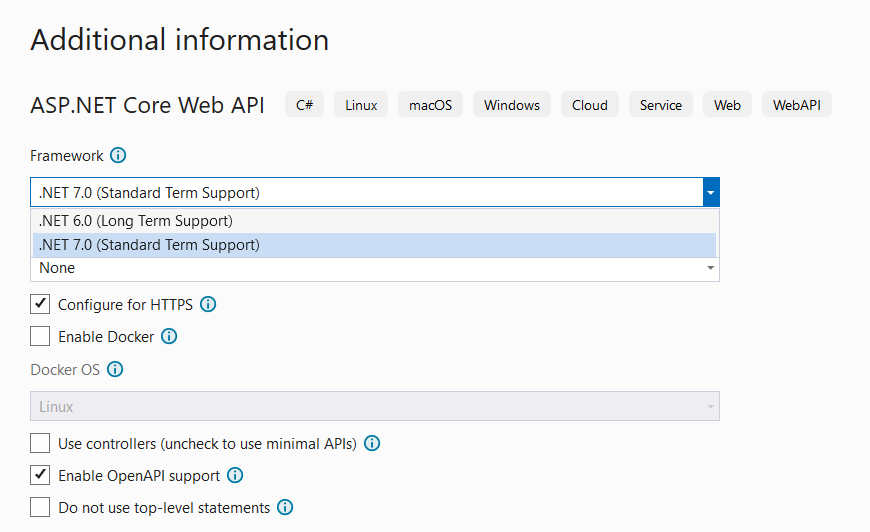 Additional information
ASP.NET Core Web API C# Linux macOS Windows Cloud Service Web WebAPI
Framework
.NET 7.0 (Standard Term Support)
.NET 6.0 (Long Term Support)
.NET 7.0 (Standard Term Support)
None
Configure for HTTPS
Enable Docker
Docker OS
Linux
Use controllers (uncheck to use minimal APIs)
Enable OpenAPI support
Do not use top-level statements